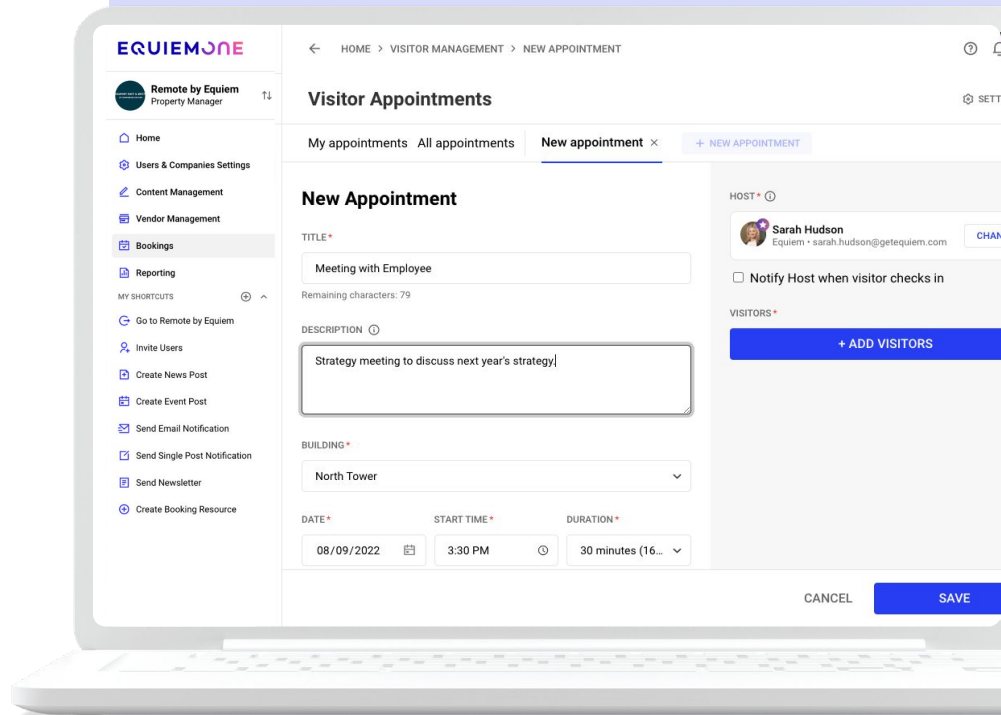 EQUIEMONE
Remote by Equiem
Property Manager
Home
Users & Companies Settings
Content Management
Vendor Management
Bookings
Reporting
MY SHORTCUTS
Go to Remote by Equiem
Invite Users
Create News Post
Create Event Post
Send Email Notification
Send Single Post Notification
Send Newsletter
Create Booking Resource
HOME > VISITOR MANAGEMENT > NEW APPOINTMENT
Visitor Appointments
SETT
My appointments All appointments New appointment × + NEW APPOINTMENT
New Appointment
TITLE*
Meeting with Employee
Remaining characters: 79
DESCRIPTION
Strategy meeting to discuss next year's strategy.
BUILDING*
North Tower
DATE* START TIME* DURATION*
08/09/2022 3:30 PM 30 minutes (16...
HOST*
Sarah Hudson
Equiem • sarah.hudson@getequiem.com
CHAN
Notify Host when visitor checks in
VISITORS*
+ ADD VISITORS
CANCEL SAVE